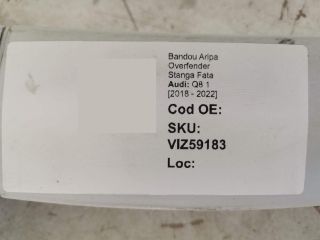 Bandou Aripa
Overfender
Stanga Fata
Audi: Q8 1
[2018 - 2022]
Cod OE:
SKU:
VIZ59183
Loc: